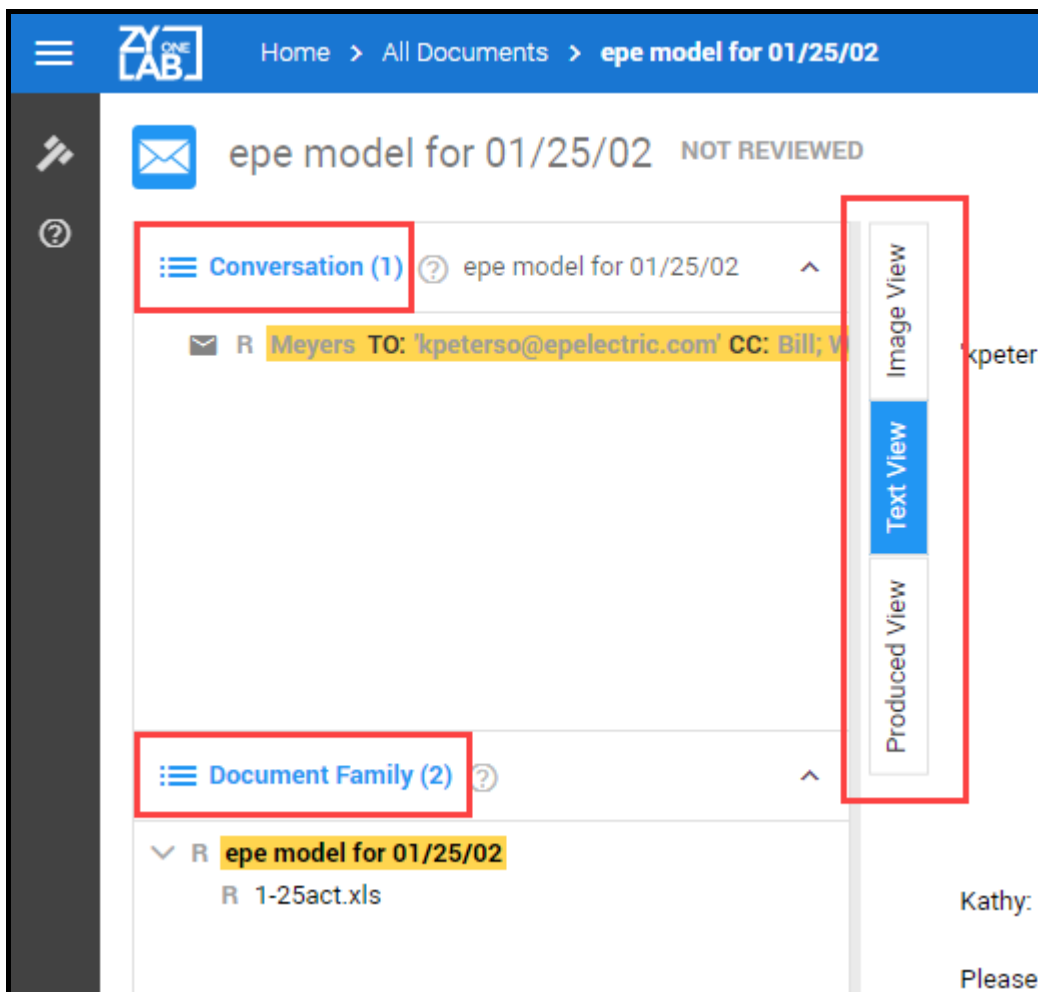 ZY ONE LAB Home > All Documents > epe model for 01/25/02
epe model for 01/25/02 NOT REVIEWED
Conversation (1) ? epe model for 01/25/02
R Meyers TO: 'kpeterso@epelectric.com' CC: Bill; W
Image View
Text View
Produced View
'kpeter
Document Family (2) ?
R epe model for 01/25/02
R 1-25act.xls
Kathy:
Please